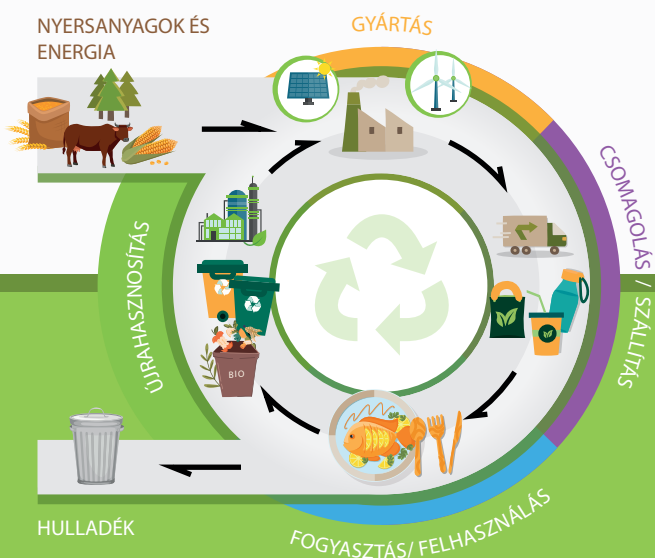 NYERSANYAGOK ÉS
ENERGIA
GYÁRTÁS
CSOMAGOLÁS / SZÁLLÍTÁS
ÚJRAHASZNOSÍTÁS
BIO
HULLADÉK
FOGYASZTÁS/ FELHASZNÁLÁS